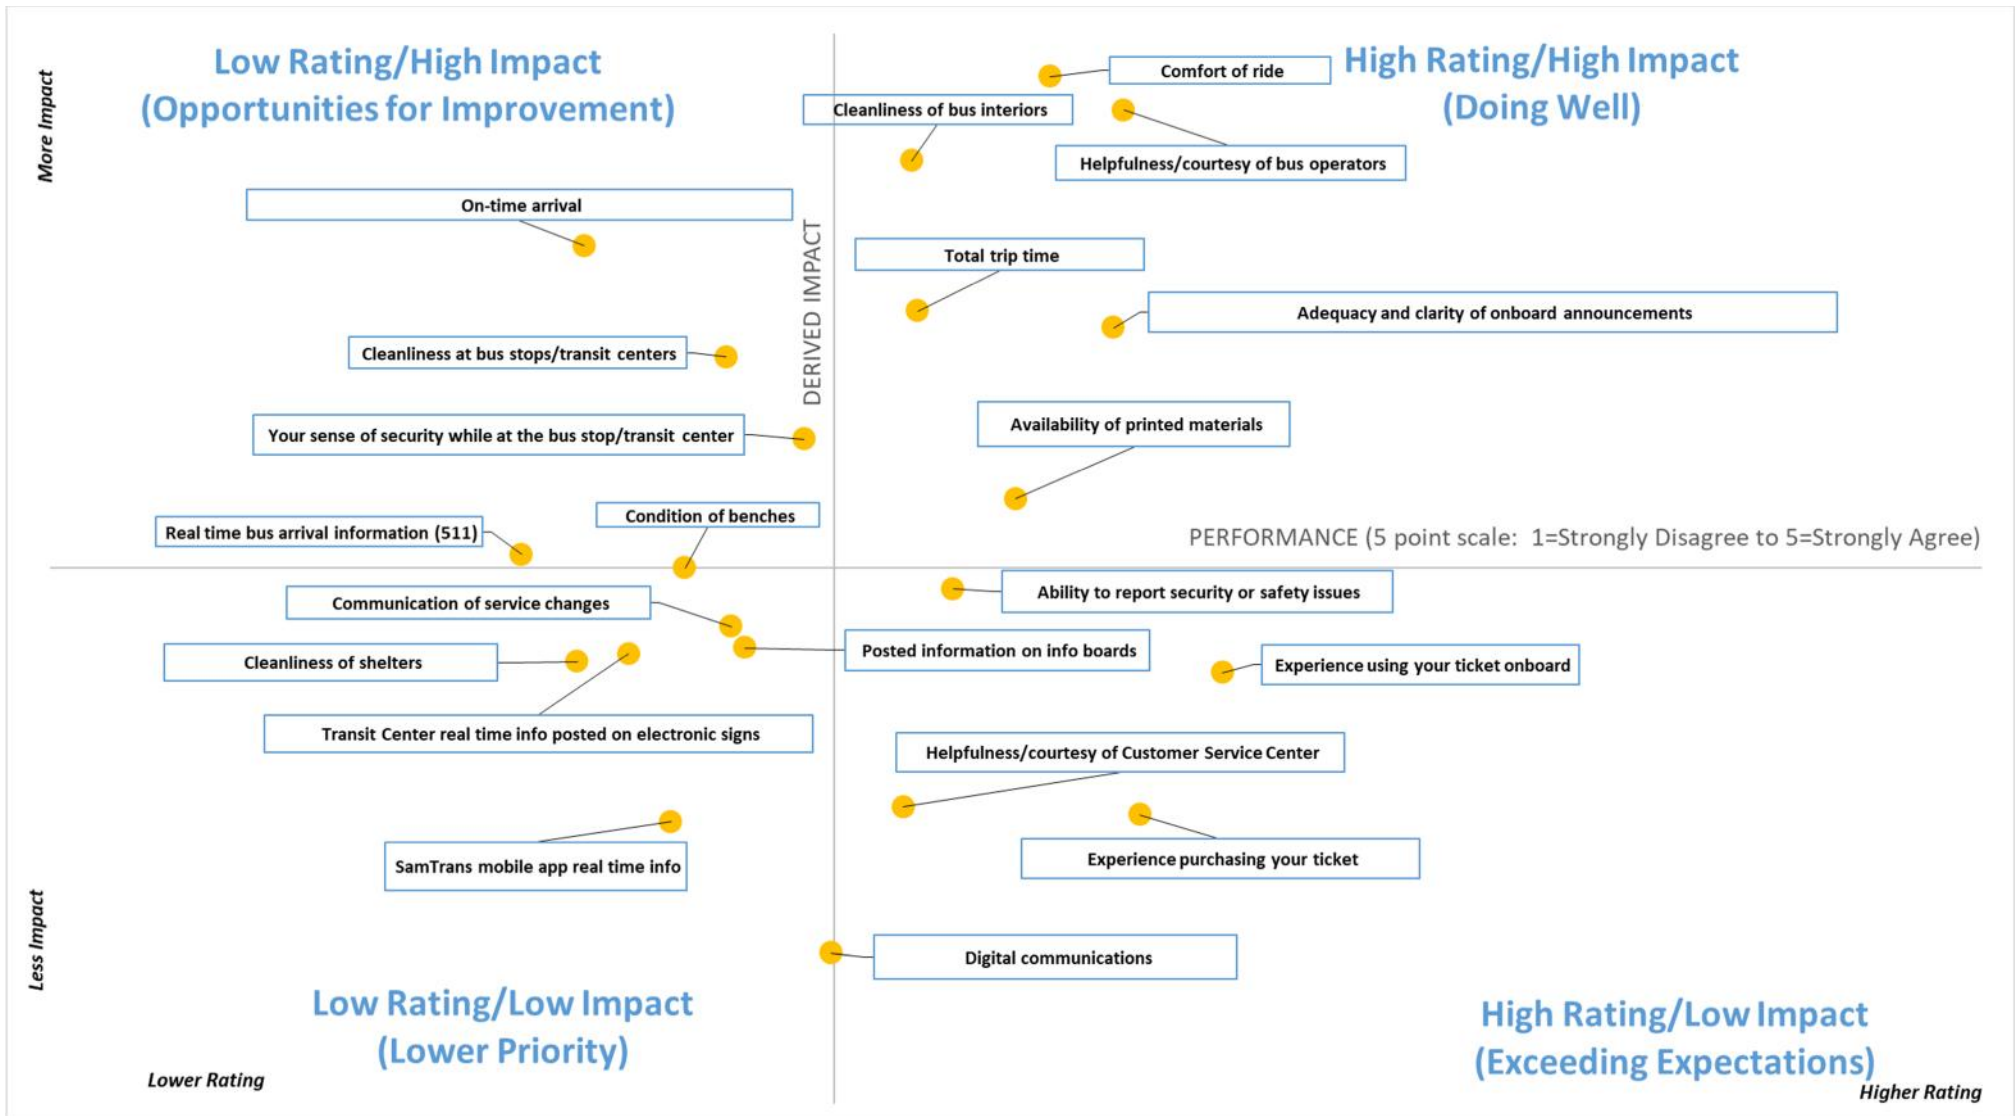 Low Rating/High Impact
(Opportunities for Improvement)
High Rating/High Impact
(Doing Well)
More Impact
Comfort of ride
Cleanliness of bus interiors
Helpfulness/courtesy of bus operators
On-time arrival
DERIVED IMPACT
Total trip time
Adequacy and clarity of onboard announcements
Cleanliness at bus stops/transit centers
Your sense of security while at the bus stop/transit center
Availability of printed materials
Condition of benches
Real time bus arrival information (511)
PERFORMANCE (5 point scale: 1=Strongly Disagree to 5=Strongly Agree)
Communication of service changes
Ability to report security or safety issues
Posted information on info boards
Cleanliness of shelters
Experience using your ticket onboard
Transit Center real time info posted on electronic signs
Helpfulness/courtesy of Customer Service Center
SamTrans mobile app real time info
Experience purchasing your ticket
Less Impact
Digital communications
Low Rating/Low Impact
(Lower Priority)
High Rating/Low Impact
(Exceeding Expectations)
Lower Rating
Higher Rating